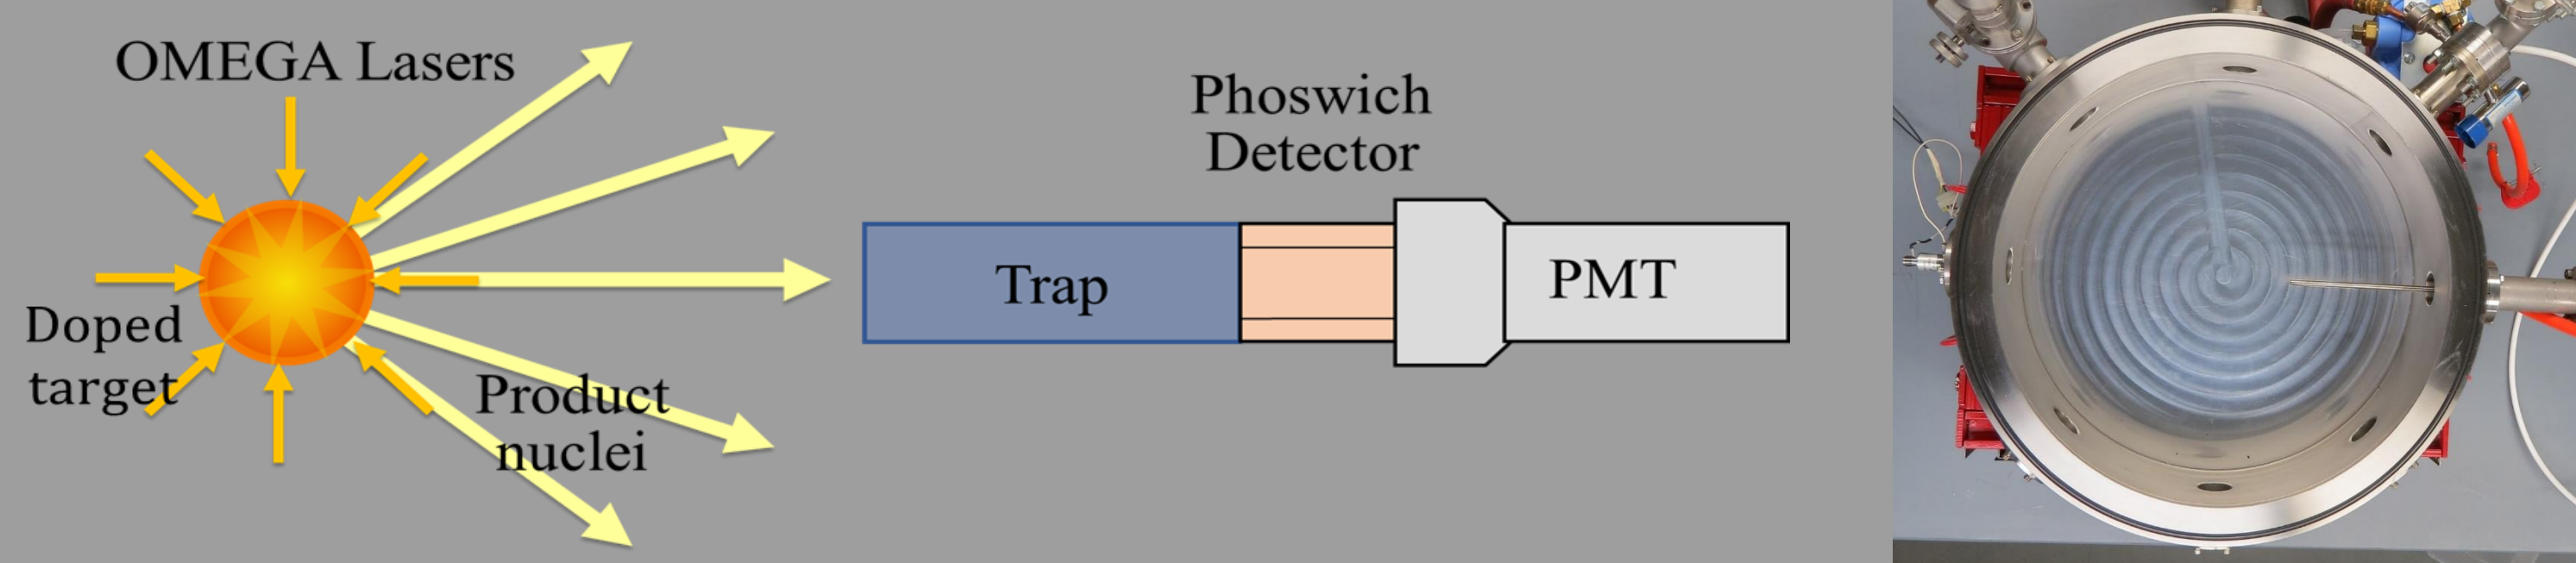 OMEGA Lasers
Doped
target
Product
nuclei
Trap
Phoswich
Detector
PMT